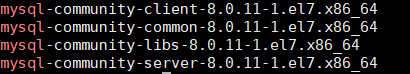 mysql-community-client-8.0.11-1.el7.x86_64
mysql-community-common-8.0.11-1.el7.x86_64
mysql-community-libs-8.0.11-1.el7.x86_64
mysql-community-server-8.0.11-1.el7.x86_64